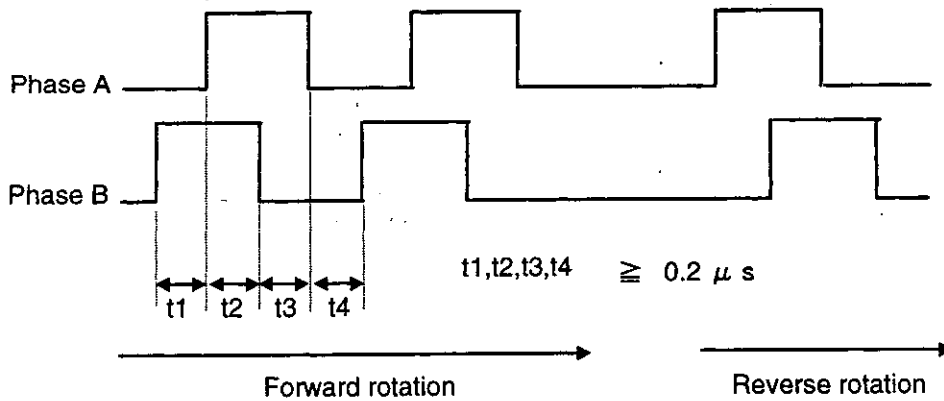 Phase A
Phase B
t1,t2,t3,t4 ≧ 0.2 μ s
t1 t2 t3 t4
Forward rotation
Reverse rotation